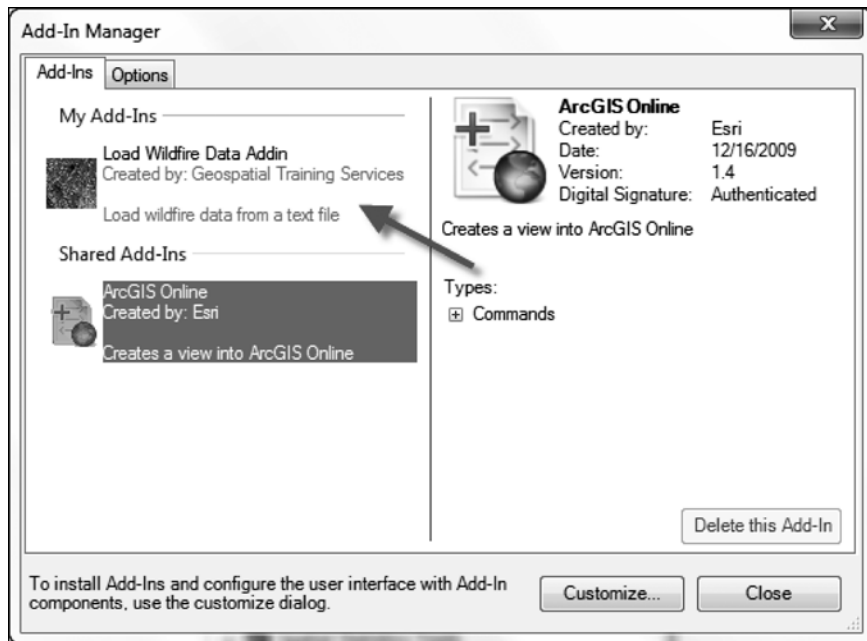 Add-In Manager
X
Add-Ins
Options
My Add-Ins
Load Wildfire Data Addin
Created by: Geospatial Training Services
Load wildfire data from a text file
Shared Add-Ins
ArcGIS Online
Created by: Esri
Creates a view into ArcGIS Online
ArcGIS Online
Created by: Esri
Date: 12/16/2009
Version: 1.4
Digital Signature: Authenticated
Creates a view into ArcGIS Online
Types:
Commands
Delete this Add-In
To install Add-Ins and configure the user interface with Add-In
components, use the customize dialog.
Customize...
Close